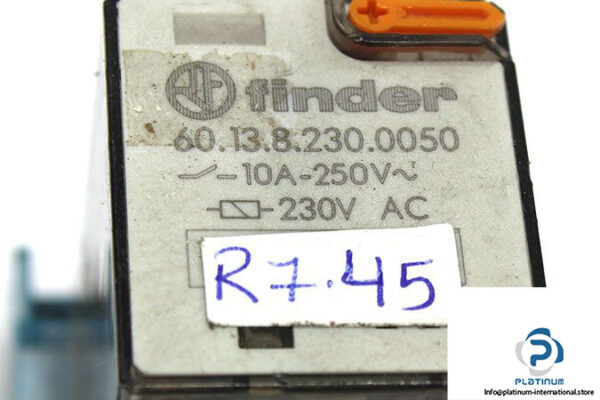 finder
60.13.8.230.0050
10A-250V~
230V AC
R7.45
PLATINUM
Info@platinum-international.store